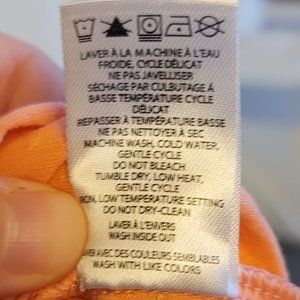 LAVER À LA MACHINE À L'EAU
FROIDE, CYCLE DÉLICAT
NE PAS JAVELLISER
SÉCHAGE PAR CULBUTAGE À
BASSE TEMPÉRATURE CYCLE
DÉLICAT
REPASSER À TEMPÉRATURE BASSE
NE PAS NETTOYER À SEC
MACHINE WASH, COLD WATER,
GENTLE CYCLE
DO NOT BLEACH
TUMBLE DRY, LOW HEAT,
GENTLE CYCLE
RON, LOW TEMPERATURE SETTING
DO NOT DRY-CLEAN
LAVER À L'ENVERS
WASH INSIDE OUT
AVEC DES COULEURS SEMBLABLES
WASH WITH LIKE COLORS